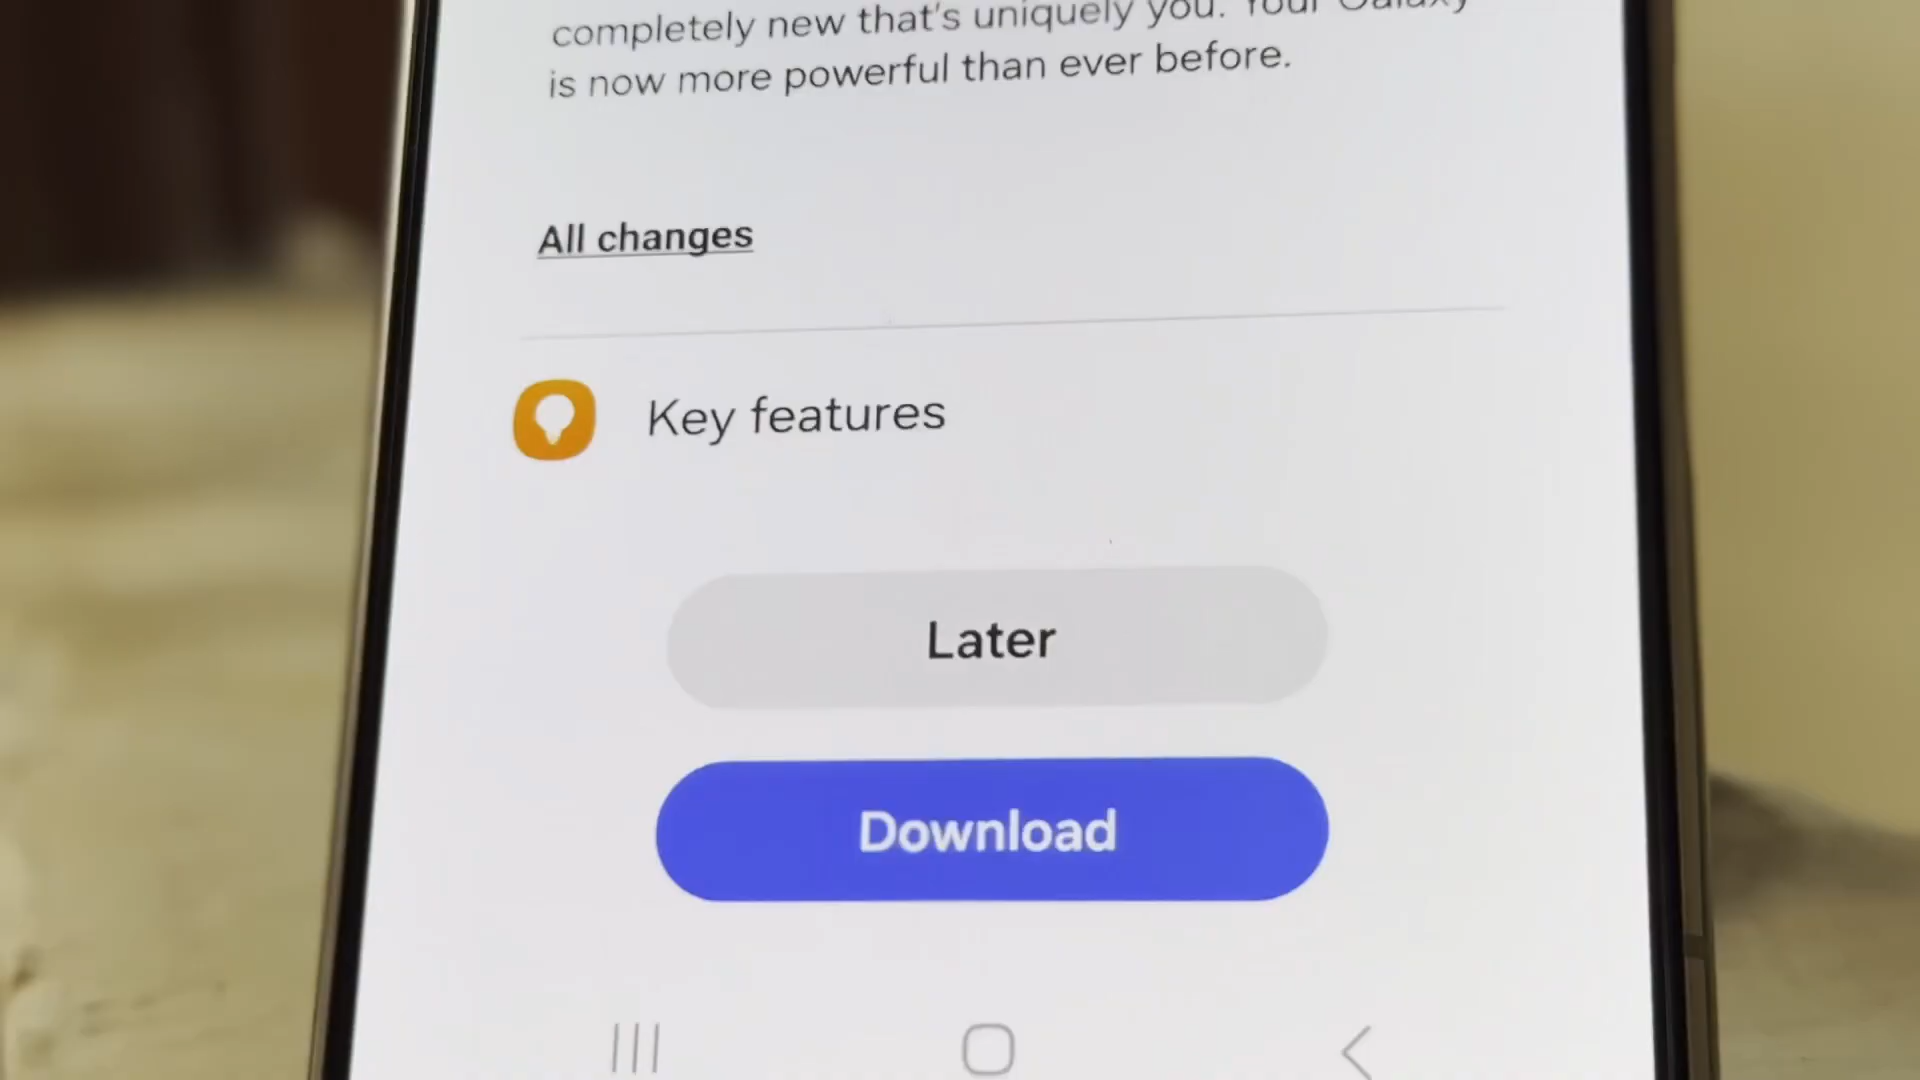 completely new that's uniquely you. Your Galaxy
is now more powerful than ever before.
All changes
Key features
Later
Download